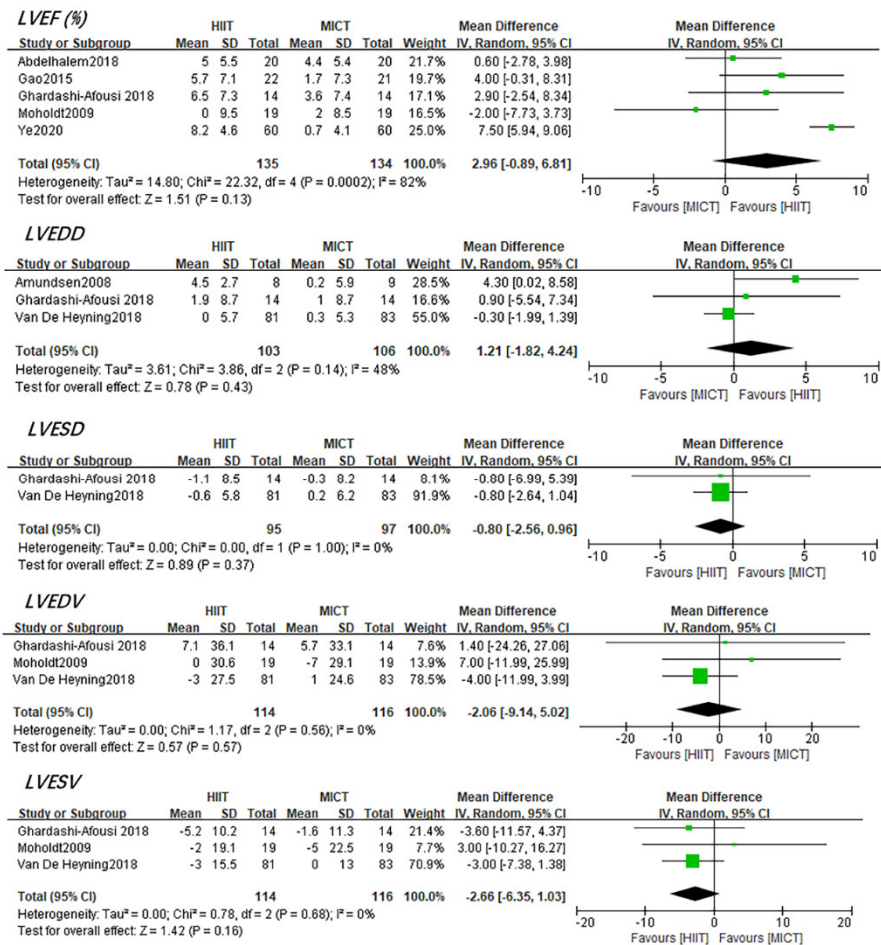 LVEF (%)
HIIT MICT Mean Difference Mean Difference
Study or Subgroup Mean SD Total Mean SD Total Weight IV, Random, 95% CI IV, Random, 95% CI
Abdelhalem2018 5 5.5 20 4.4 5.4 20 21.7% 0.60 [-2.78, 3.98]
Gao2015 5.7 7.1 22 1.7 7.3 21 19.7% 4.00 [-0.31, 8.31]
Ghardashi-Afousi 2018 6.5 7.3 14 3.6 7.4 14 17.1% 2.90 [-2.54, 8.34]
Moholdt2009 0 9.5 19 2 8.5 19 16.5% -2.00 [-7.73, 3.73]
Ye2020 8.2 4.6 60 0.7 4.1 60 25.0% 7.50 [5.94, 9.06]
Total (95% CI) 135 134 100.0% 2.96 [-0.89, 6.81]
Heterogeneity: Tau² = 14.80; Chi² = 22.32, df = 4 (P = 0.0002); I² = 82%
Test for overall effect: Z = 1.51 (P = 0.13)
-10 -5 0 5 10
Favours [MICT] Favours [HIIT]
LVEDD
HIIT MICT Mean Difference Mean Difference
Study or Subgroup Mean SD Total Mean SD Total Weight IV, Random, 95% CI IV, Random, 95% CI
Amundsen2008 4.5 2.7 8 0.2 5.9 9 28.5% 4.30 [0.02, 8.58]
Ghardashi-Afousi 2018 1.9 8.7 14 1 8.7 14 16.6% 0.90 [-5.54, 7.34]
Van De Heyning2018 0 5.7 81 0.3 5.3 83 55.0% -0.30 [-1.99, 1.39]
Total (95% CI) 103 106 100.0% 1.21 [-1.82, 4.24]
Heterogeneity: Tau² = 3.61; Chi² = 3.86, df = 2 (P = 0.14); I² = 48%
Test for overall effect: Z = 0.78 (P = 0.43)
-10 -5 0 5 10
Favours [MICT] Favours [HIIT]
LVESD
HIIT MICT Mean Difference Mean Difference
Study or Subgroup Mean SD Total Mean SD Total Weight IV, Random, 95% CI IV, Random, 95% CI
Ghardashi-Afousi 2018 -1.1 8.5 14 -0.3 8.2 14 8.1% -0.80 [-6.99, 5.39]
Van De Heyning2018 -0.6 5.8 81 0.2 6.2 83 91.9% -0.80 [-2.64, 1.04]
Total (95% CI) 95 97 100.0% -0.80 [-2.56, 0.96]
Heterogeneity: Tau² = 0.00; Chi² = 0.00, df = 1 (P = 1.00); I² = 0%
Test for overall effect: Z = 0.89 (P = 0.37)
-10 -5 0 5 10
Favours [HIIT] Favours [MICT]
LVEDV
HIIT MICT Mean Difference Mean Difference
Study or Subgroup Mean SD Total Mean SD Total Weight IV, Random, 95% CI IV, Random, 95% CI
Ghardashi-Afousi 2018 7.1 36.1 14 5.7 33.1 14 7.6% 1.40 [-24.26, 27.06]
Moholdt2009 0 30.6 19 -7 29.1 19 13.9% 7.00 [-11.99, 25.99]
Van De Heyning2018 -3 27.5 81 1 24.6 83 78.5% -4.00 [-11.99, 3.99]
Total (95% CI) 114 116 100.0% -2.06 [-9.14, 5.02]
Heterogeneity: Tau² = 0.00; Chi² = 1.17, df = 2 (P = 0.56); I² = 0%
Test for overall effect: Z = 0.57 (P = 0.57)
-20 -10 0 10 20
Favours [HIIT] Favours [MICT]
LVESV
HIIT MICT Mean Difference Mean Difference
Study or Subgroup Mean SD Total Mean SD Total Weight IV, Random, 95% CI IV, Random, 95% CI
Ghardashi-Afousi 2018 -5.2 10.2 14 -1.6 11.3 14 21.4% -3.60 [-11.57, 4.37]
Moholdt2009 -2 19.1 19 -5 22.5 19 7.7% 3.00 [-10.27, 16.27]
Van De Heyning2018 -3 15.5 81 0 13 83 70.9% -3.00 [-7.38, 1.38]
Total (95% CI) 114 116 100.0% -2.66 [-6.35, 1.03]
Heterogeneity: Tau² = 0.00; Chi² = 0.78, df = 2 (P = 0.68); I² = 0%
Test for overall effect: Z = 1.42 (P = 0.16)
-20 -10 0 10 20
Favours [HIIT] Favours [MICT]